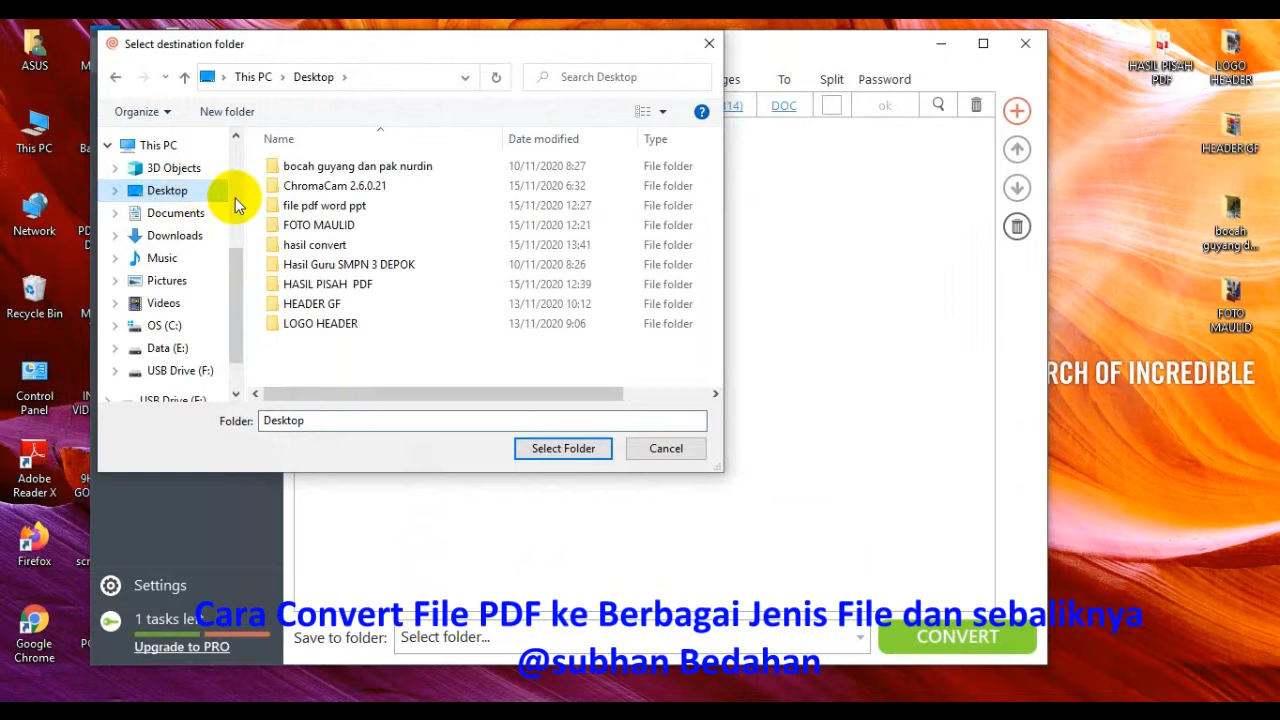 ASUS
This PC
Network
Recycle Bin
Control
Panel
Adobe
Reader X
Firefox
Google
Chrome
Select destination folder
This PC
Desktop
Search Desktop
Organize
New folder
This PC
3D Objects
Desktop
Documents
Downloads
Music
Pictures
Videos
OS (C:)
Data (E:)
USB Drive (F:)
USB Drive (F:)
Name Date modified Type
bocah guyang dan pak nurdin 10/11/2020 8:27 File folder
ChromaCam 2.6.0.21 15/11/2020 6:32 File folder
file pdf word ppt 15/11/2020 12:27 File folder
FOTO MAULID 15/11/2020 12:21 File folder
hasil convert 15/11/2020 13:41 File folder
Hasil Guru SMPN 3 DEPOK 10/11/2020 8:26 File folder
HASIL PISAH PDF 15/11/2020 12:39 File folder
HEADER GF 13/11/2020 10:12 File folder
LOGO HEADER 13/11/2020 9:06 File folder
Folder: Desktop
Select Folder
Cancel
To Split Password
DOC ok
Settings
1 tasks
Upgrade to PRO
Save to folder: Select folder...
CONVERT
Cara Convert File PDF ke Berbagai Jenis File dan sebaliknya
@subhan Bedahan
HASIL PISAH
PDF
LOGO
HEADER
HEADER GF
bocah
guyang d...
FOTO
MAULID
OF INCREDIBLE